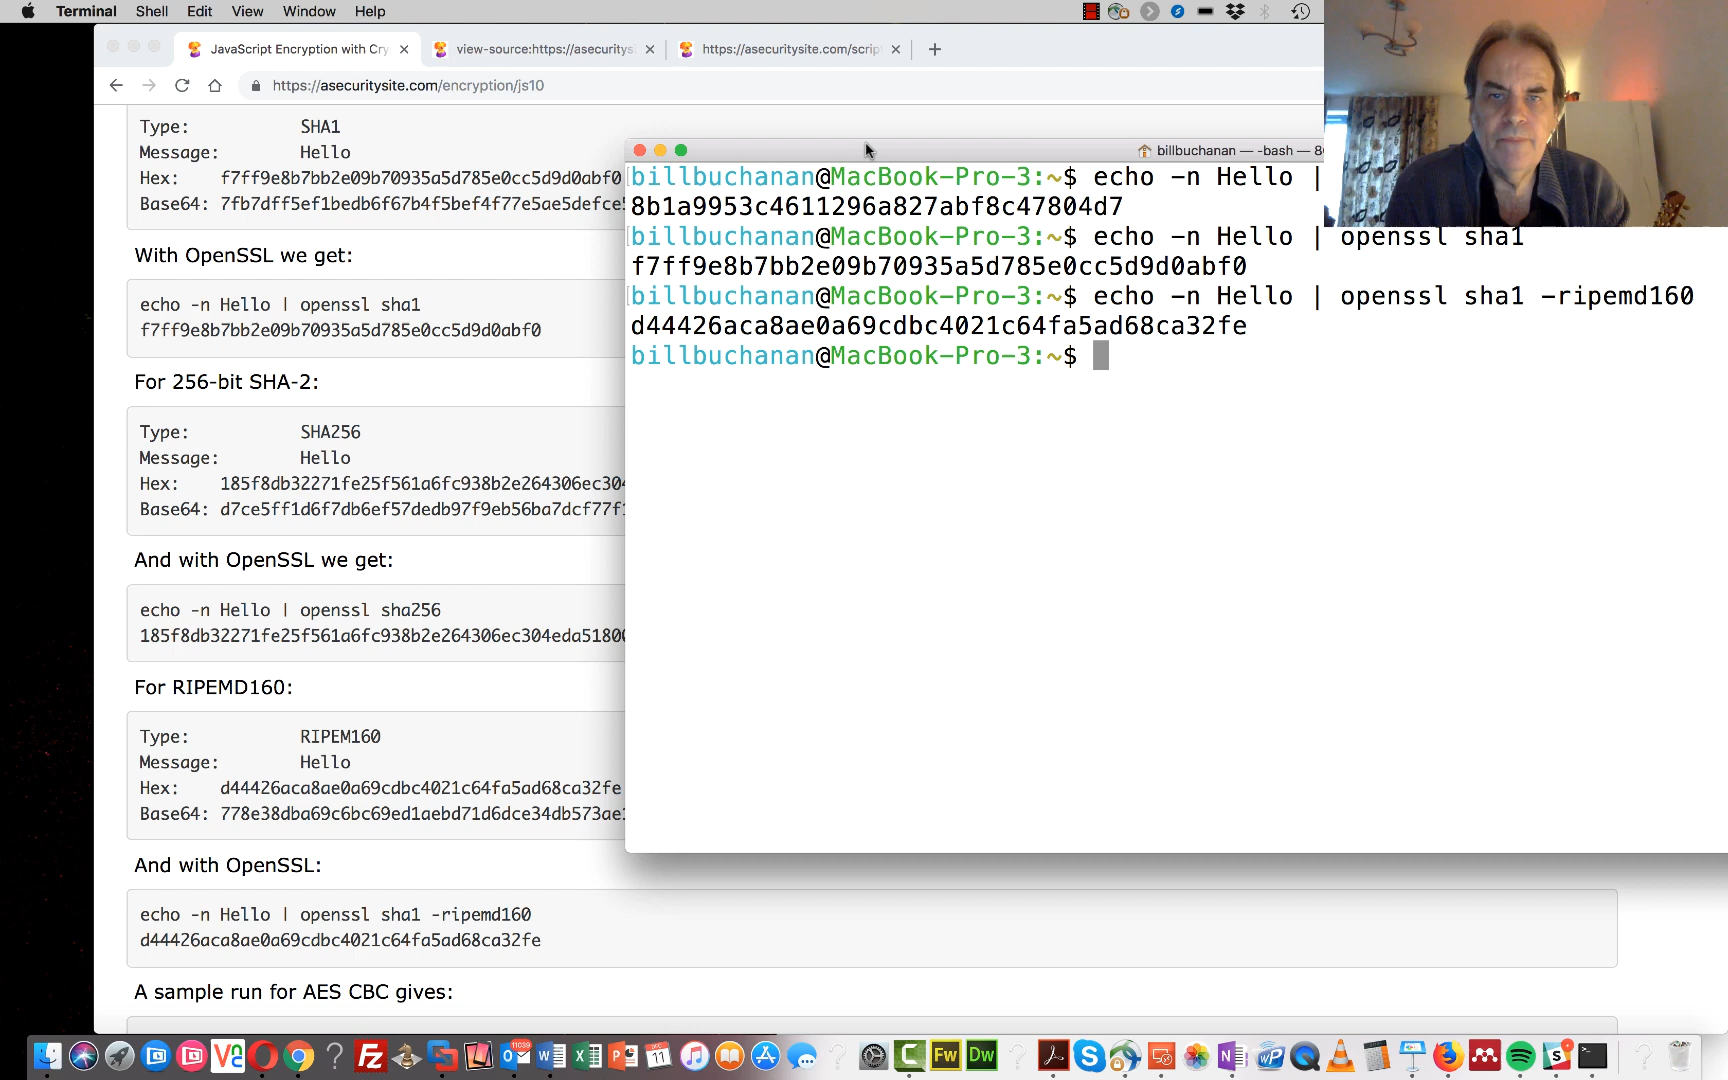 Terminal Shell Edit View Window Help
JavaScript Encryption with Cry
view-source:https://asecuritys
https://asecuritysite.com/scrip
https://asecuritysite.com/encryption/js10
Type: SHA1
Message: Hello
Hex: f7ff9e8b7bb2e09b70935a5d785e0cc5d9d0abf0
Base64: 7fb7dff5ef1bedb6f67b4f5bef4f77e5ae5defce
With OpenSSL we get:
echo -n Hello | openssl sha1
f7ff9e8b7bb2e09b70935a5d785e0cc5d9d0abf0
For 256-bit SHA-2:
Type: SHA256
Message: Hello
Hex: 185f8db32271fe25f561a6fc938b2e264306ec304
Base64: d7ce5ff1d6f7db6ef57dedb97f9eb56ba7dcf77f
And with OpenSSL we get:
echo -n Hello | openssl sha256
185f8db32271fe25f561a6fc938b2e264306ec304eda51800
For RIPEMD160:
Type: RIPEM160
Message: Hello
Hex: d44426aca8ae0a69cdbc4021c64fa5ad68ca32fe
Base64: 778e38dba69c6bc69ed1aebd71d6dce34db573ae
And with OpenSSL:
echo -n Hello | openssl sha1 -ripemd160
d44426aca8ae0a69cdbc4021c64fa5ad68ca32fe
A sample run for AES CBC gives:
billbuchanan — -bash — 8
billbuchanan@MacBook-Pro-3:~$ echo -n Hello |
8b1a9953c4611296a827abf8c47804d7
billbuchanan@MacBook-Pro-3:~$ echo -n Hello | openssl sha1
f7ff9e8b7bb2e09b70935a5d785e0cc5d9d0abf0
billbuchanan@MacBook-Pro-3:~$ echo -n Hello | openssl sha1 -ripemd160
d44426aca8ae0a69cdbc4021c64fa5ad68ca32fe
billbuchanan@MacBook-Pro-3:~$